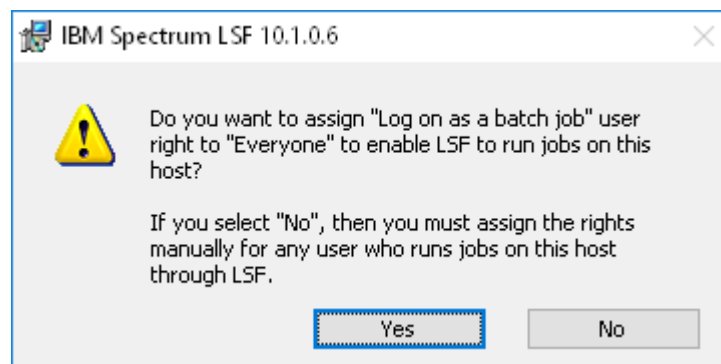 IBM Spectrum LSF 10.1.0.6
Do you want to assign "Log on as a batch job" user
right to "Everyone" to enable LSF to run jobs on this
host?
If you select "No", then you must assign the rights
manually for any user who runs jobs on this host
through LSF.
Yes No